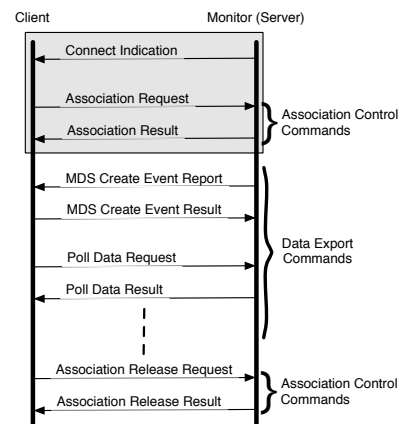 Client
Monitor (Server)
Connect Indication
Association Request
Association Result
Association Control
Commands
MDS Create Event Report
MDS Create Event Result
Poll Data Request
Poll Data Result
Data Export
Commands
Association Release Request
Association Release Result
Association Control
Commands